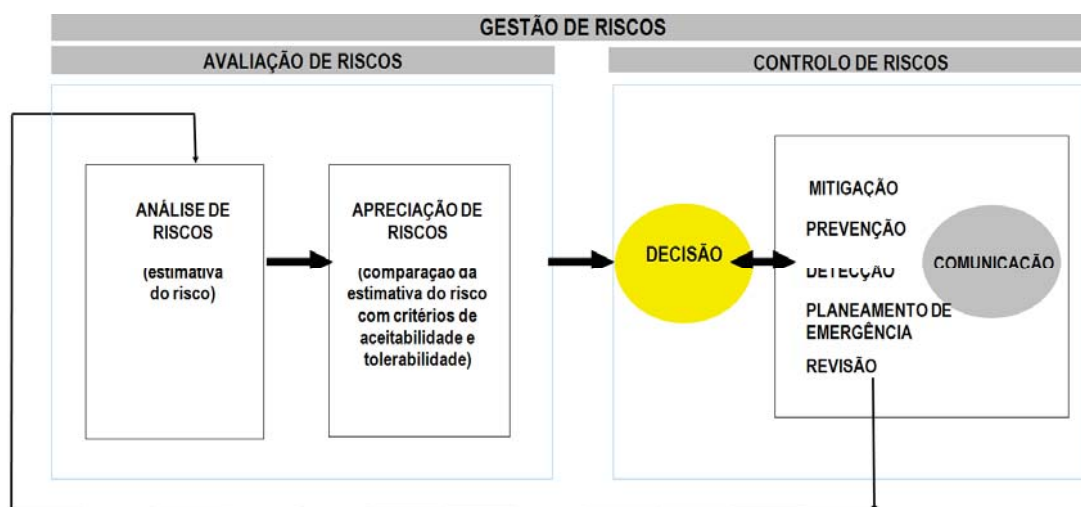 GESTÃO DE RISCOS
AVALIAÇÃO DE RISCOS
CONTROLO DE RISCOS
ANÁLISE DE
RISCOS
(estimativa
do risco)
APRECIAÇÃO DE
RISCOS
(comparação da
estimativa do risco
com critérios de
aceitabilidade e
tolerabilidade)
DECISÃO
MITIGAÇÃO
PREVENÇÃO
DETECÇÃO
PLANEAMENTO DE
EMERGÊNCIA
REVISÃO
COMUNICAÇÃO